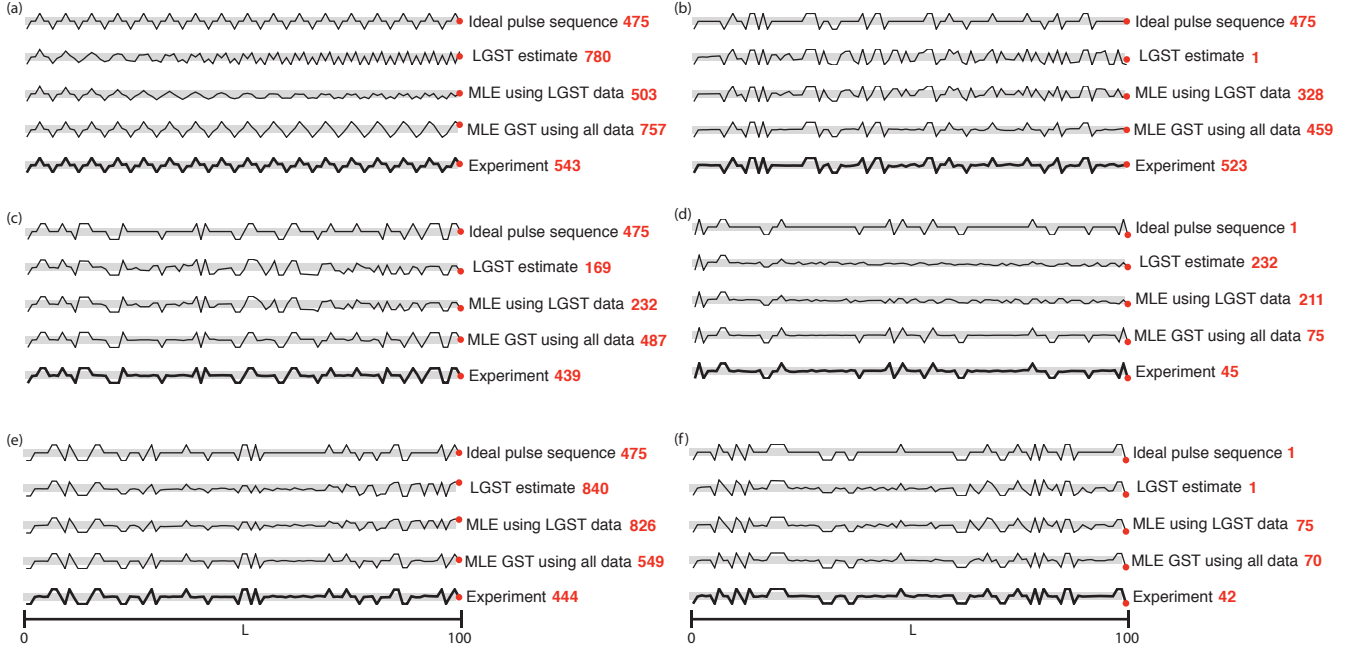 (a)
Ideal pulse sequence 475
LGST estimate 780
MLE using LGST data 503
MLE GST using all data 757
Experiment 543
(b)
Ideal pulse sequence 475
LGST estimate 1
MLE using LGST data 328
MLE GST using all data 459
Experiment 523
(c)
Ideal pulse sequence 475
LGST estimate 169
MLE using LGST data 232
MLE GST using all data 487
Experiment 439
(d)
Ideal pulse sequence 1
LGST estimate 232
MLE using LGST data 211
MLE GST using all data 75
Experiment 45
(e)
Ideal pulse sequence 475
LGST estimate 840
MLE using LGST data 826
MLE GST using all data 549
Experiment 444
0 L 100
(f)
Ideal pulse sequence 1
LGST estimate 1
MLE using LGST data 75
MLE GST using all data 70
Experiment 42
0 L 100